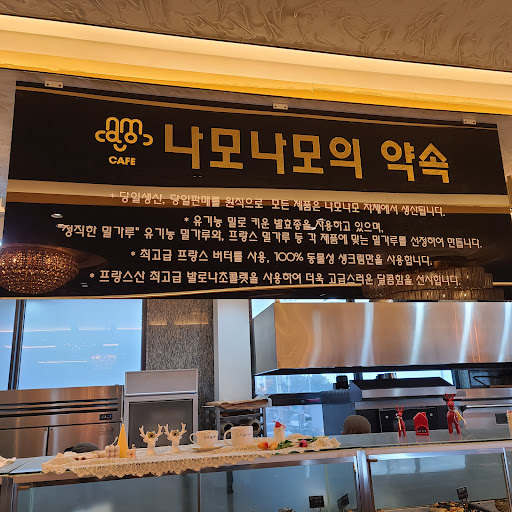 CAFE
나모나모의 약속
* 당일생산, 당일판매를 원칙으로 모든 제품은 나모나모 자체에서 생산됩니다.
* 유기농 밀로 키운 발효종을 사용하고 있으며,
"정직한 밀가루" 유기농 밀가루와, 프랑스 밀가루 등 각 제품에 맞는 밀가루를 선정하여 만듭니다.
* 최고급 프랑스 버터를 사용, 100% 동물성 생크림만을 사용합니다.
* 프랑스산 최고급 발로나초콜렛을 사용하여 더욱 고급스러운 달콤함을 선사합니다.